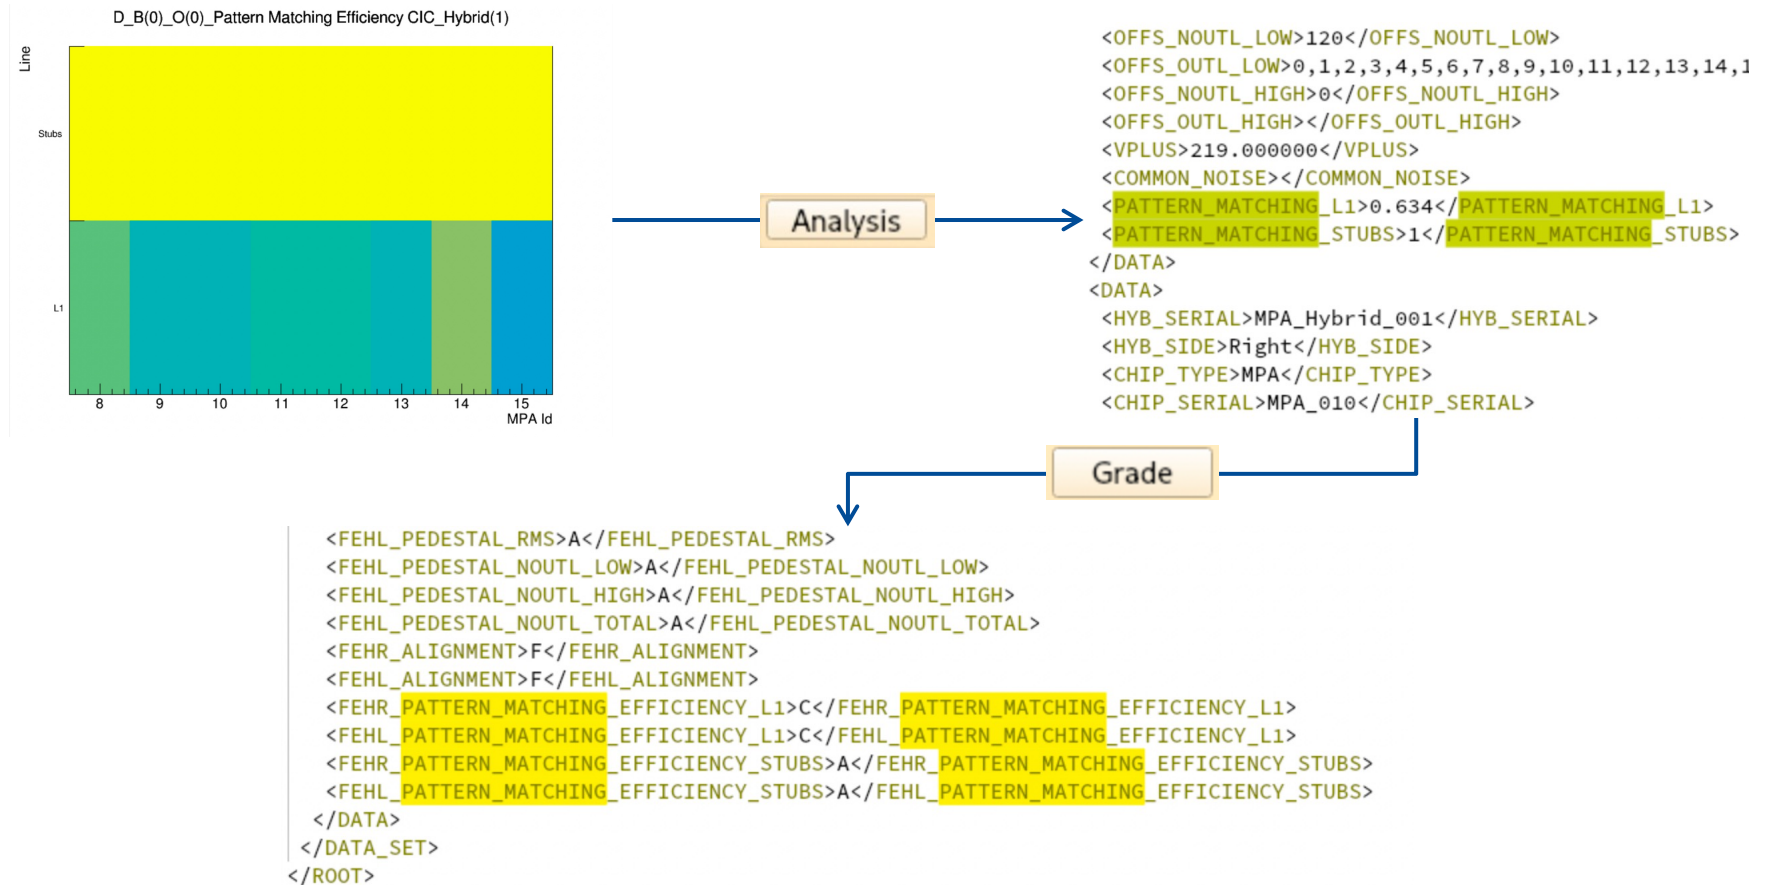 D_B(0)_O(0)_Pattern Matching Efficiency CIC_Hybrid(1)
Line
Stubs
L1
8 9 10 11 12 13 14 15
MPA Id
Analysis
<OFFS_NOUTL_LOW>120</OFFS_NOUTL_LOW>
<OFFS_OUTL_LOW>0,1,2,3,4,5,6,7,8,9,10,11,12,13,14,1
<OFFS_NOUTL_HIGH>0</OFFS_NOUTL_HIGH>
<OFFS_OUTL_HIGH></OFFS_OUTL_HIGH>
<VPLUS>219.000000</VPLUS>
<COMMON_NOISE></COMMON_NOISE>
<PATTERN_MATCHING_L1>0.634</PATTERN_MATCHING_L1>
<PATTERN_MATCHING_STUBS>1</PATTERN_MATCHING_STUBS>
</DATA>
<DATA>
<HYB_SERIAL>MPA_Hybrid_001</HYB_SERIAL>
<HYB_SIDE>Right</HYB_SIDE>
<CHIP_TYPE>MPA</CHIP_TYPE>
<CHIP_SERIAL>MPA_010</CHIP_SERIAL>
Grade
<FEHL_PEDESTAL_RMS>A</FEHL_PEDESTAL_RMS>
<FEHL_PEDESTAL_NOUTL_LOW>A</FEHL_PEDESTAL_NOUTL_LOW>
<FEHL_PEDESTAL_NOUTL_HIGH>A</FEHL_PEDESTAL_NOUTL_HIGH>
<FEHL_PEDESTAL_NOUTL_TOTAL>A</FEHL_PEDESTAL_NOUTL_TOTAL>
<FEHR_ALIGNMENT>F</FEHR_ALIGNMENT>
<FEHL_ALIGNMENT>F</FEHL_ALIGNMENT>
<FEHR_PATTERN_MATCHING_EFFICIENCY_L1>C</FEHR_PATTERN_MATCHING_EFFICIENCY_L1>
<FEHL_PATTERN_MATCHING_EFFICIENCY_L1>C</FEHL_PATTERN_MATCHING_EFFICIENCY_L1>
<FEHR_PATTERN_MATCHING_EFFICIENCY_STUBS>A</FEHR_PATTERN_MATCHING_EFFICIENCY_STUBS>
<FEHL_PATTERN_MATCHING_EFFICIENCY_STUBS>A</FEHL_PATTERN_MATCHING_EFFICIENCY_STUBS>
</DATA>
</DATA_SET>
</ROOT>